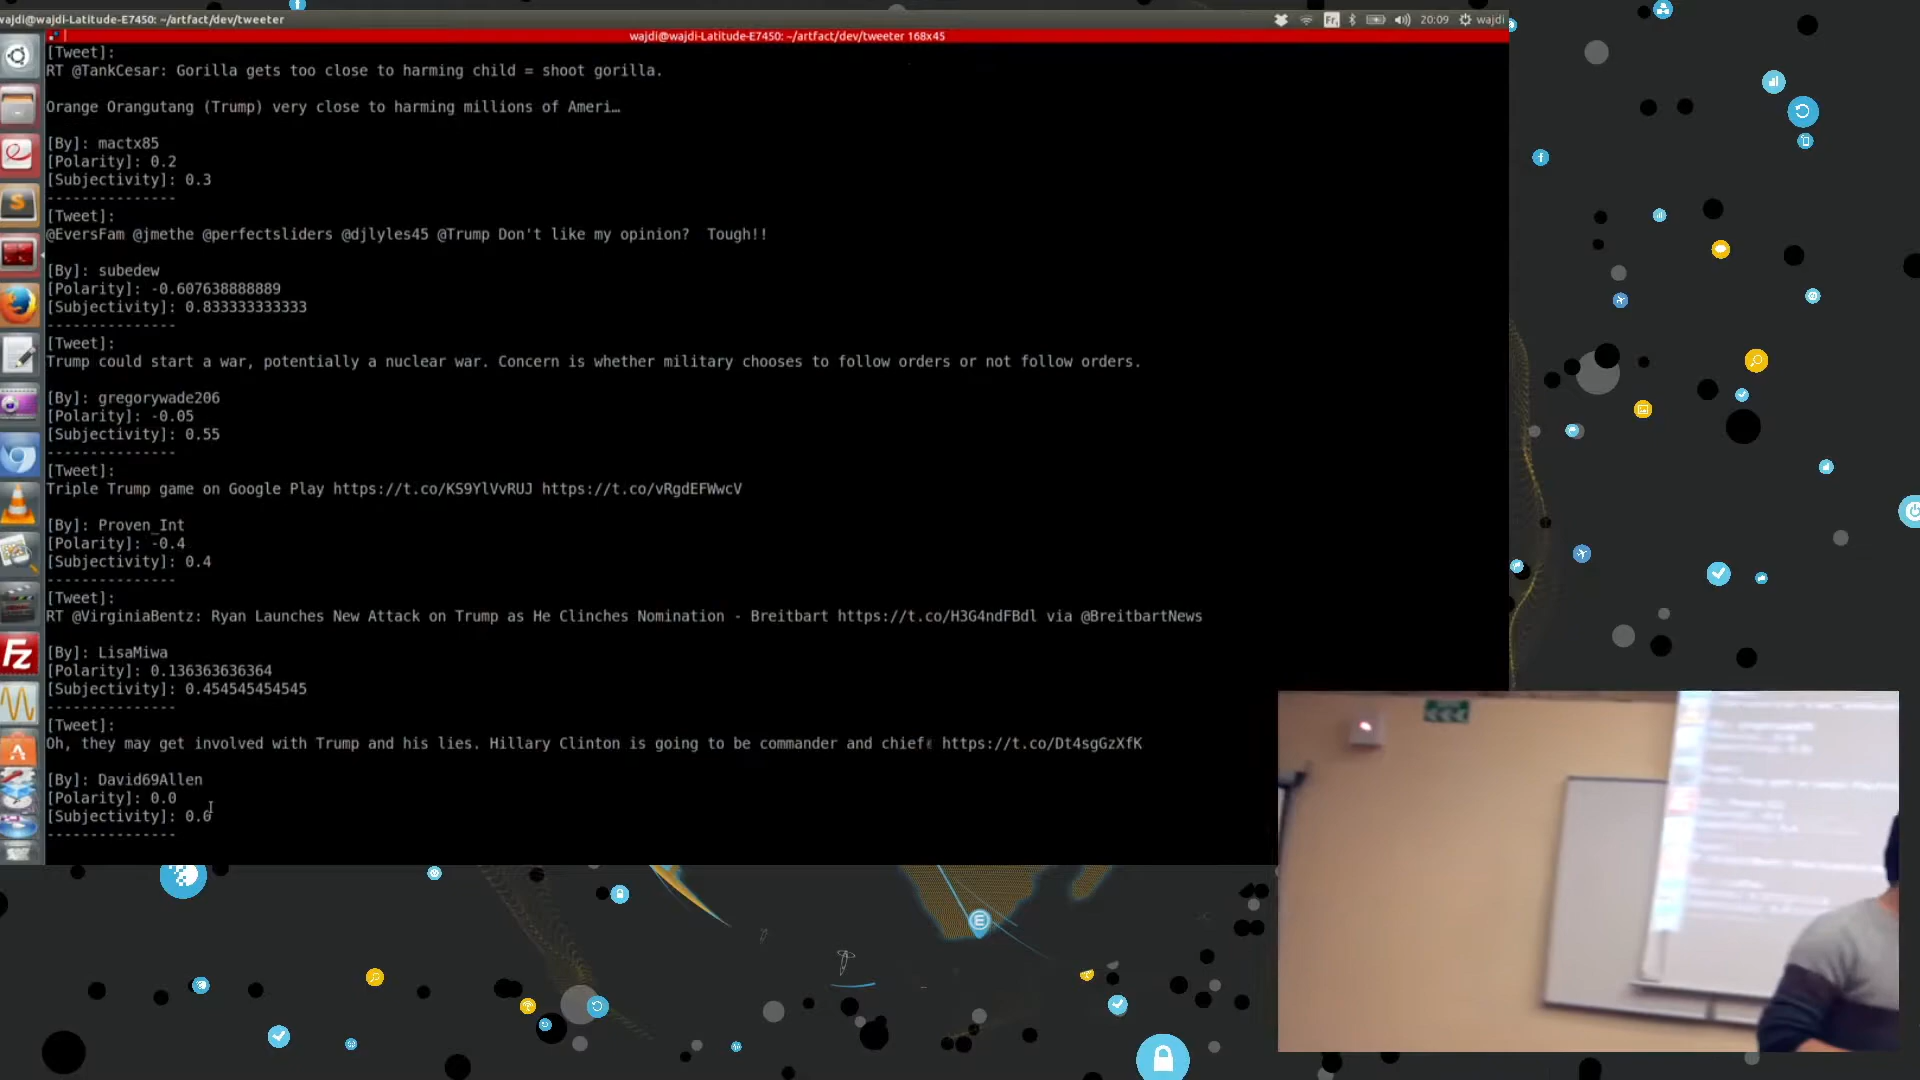 wajdi@wajdi-Latitude-E7450: ~/artfact/dev/tweeter
Fr
20:09
wajdi
wajdi@wajdi-Latitude-E7450: ~/artfact/dev/tweeter 168x45
[Tweet]:
RT @TankCesar: Gorilla gets too close to harming child = shoot gorilla.
Orange Orangutang (Trump) very close to harming millions of Ameri…
[By]: mactx85
[Polarity]: 0.2
[Subjectivity]: 0.3
---------------
[Tweet]:
@EversFam @jmethe @perfectsliders @djlyles45 @Trump Don't like my opinion?  Tough!!
[By]: subedew
[Polarity]: -0.607638888889
[Subjectivity]: 0.833333333333
---------------
[Tweet]:
Trump could start a war, potentially a nuclear war. Concern is whether military chooses to follow orders or not follow orders.
[By]: gregorywade206
[Polarity]: -0.05
[Subjectivity]: 0.55
---------------
[Tweet]:
Triple Trump game on Google Play https://t.co/KS9YlVvRUJ https://t.co/vRgdEFWwcV
[By]: Proven_Int
[Polarity]: -0.4
[Subjectivity]: 0.4
---------------
[Tweet]:
RT @VirginiaBentz: Ryan Launches New Attack on Trump as He Clinches Nomination - Breitbart https://t.co/H3G4ndFBdl via @BreitbartNews
[By]: LisaMiwa
[Polarity]: 0.136363636364
[Subjectivity]: 0.454545454545
---------------
[Tweet]:
Oh, they may get involved with Trump and his lies. Hillary Clinton is going to be commander and chief https://t.co/Dt4sgGzXfK
[By]: David69Allen
[Polarity]: 0.0
[Subjectivity]: 0.0
---------------